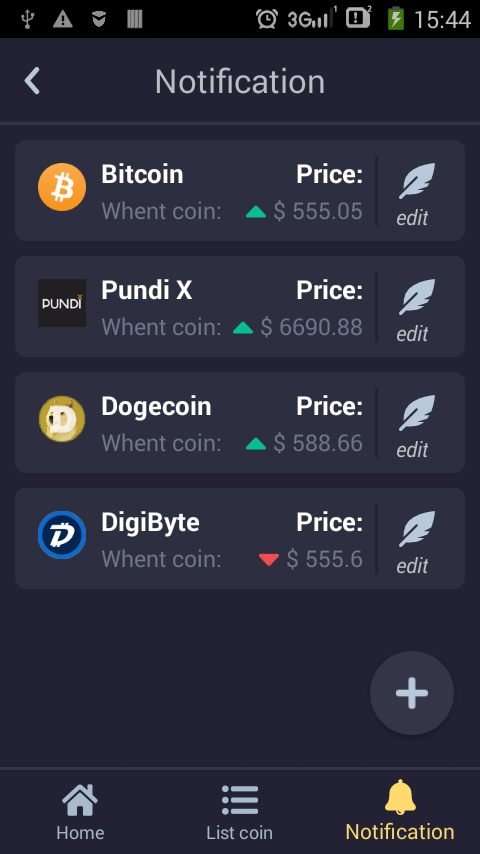 3G 1 2 15:44
Notification
Bitcoin Price:
Whent coin: $ 555.05
edit
PUNDI X Pundi X Price:
Whent coin: $ 6690.88
edit
Dogecoin Price:
Whent coin: $ 588.66
edit
DigiByte Price:
Whent coin: $ 555.6
edit
Home List coin Notification